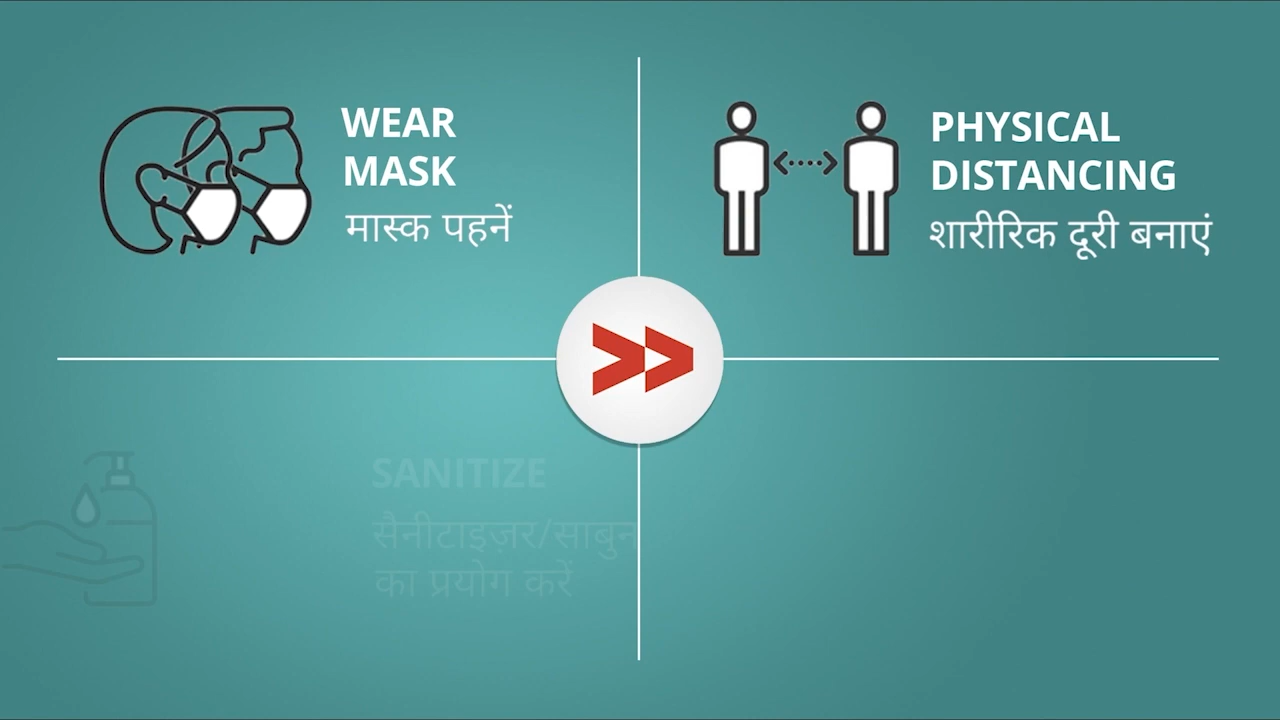 WEAR
MASK
मास्क पहनें
PHYSICAL
DISTANCING
शारीरिक दूरी बनाएं
SANITIZE
सैनीटाइज़र/साबुन
का प्रयोग करें